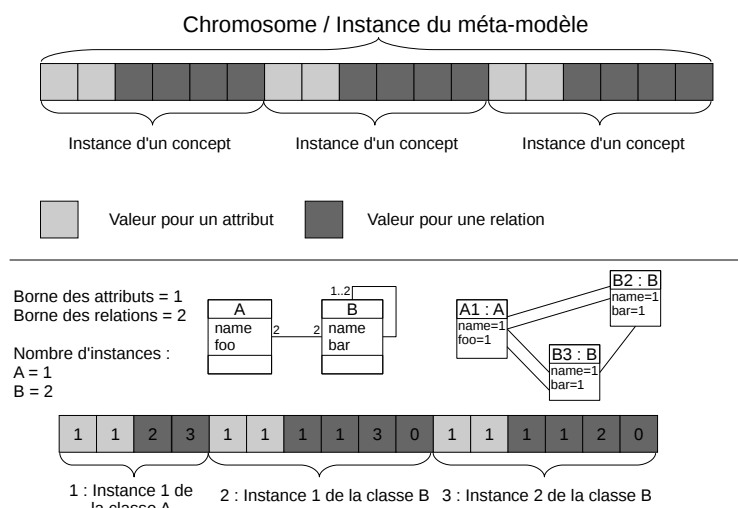 Chromosome / Instance du méta-modèle
Instance d'un concept
Instance d'un concept
Instance d'un concept
Valeur pour un attribut
Valeur pour une relation
Borne des attributs = 1
Borne des relations = 2
Nombre d'instances :
A = 1
B = 2
A
name
foo
2
2
1..2
B
name
bar
A1 : A
name=1
foo=1
B2 : B
name=1
bar=1
B3 : B
name=1
bar=1
1 1 2 3 1 1 1 1 3 0 1 1 1 1 2 0
1 : Instance 1 de
la classe A
2 : Instance 1 de la classe B
3 : Instance 2 de la classe B